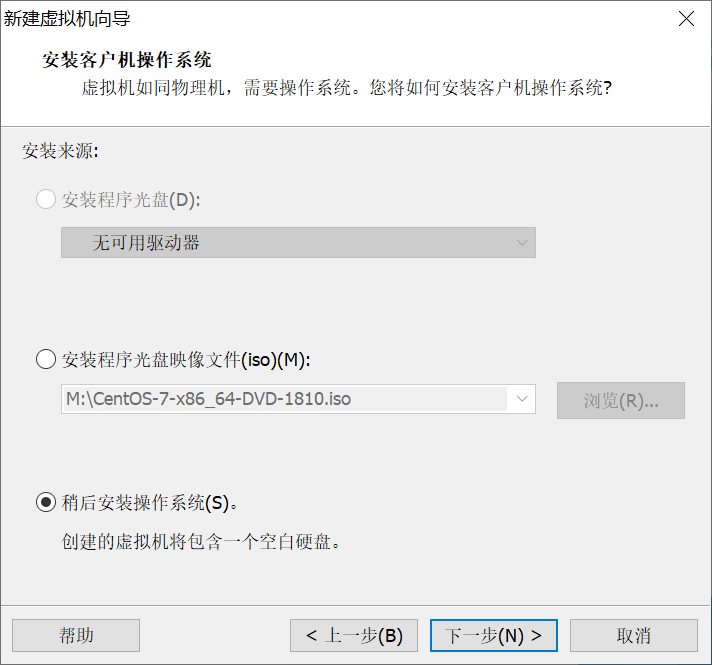 新建虚拟机向导
安装客户机操作系统
虚拟机如同物理机，需要操作系统。您将如何安装客户机操作系统?
安装来源:
安装程序光盘(D):
无可用驱动器
安装程序光盘映像文件(iso)(M):
M:\CentOS-7-x86_64-DVD-1810.iso
浏览(R)...
稍后安装操作系统(S)。
创建的虚拟机将包含一个空白硬盘。
帮助
< 上一步(B)
下一步(N) >
取消